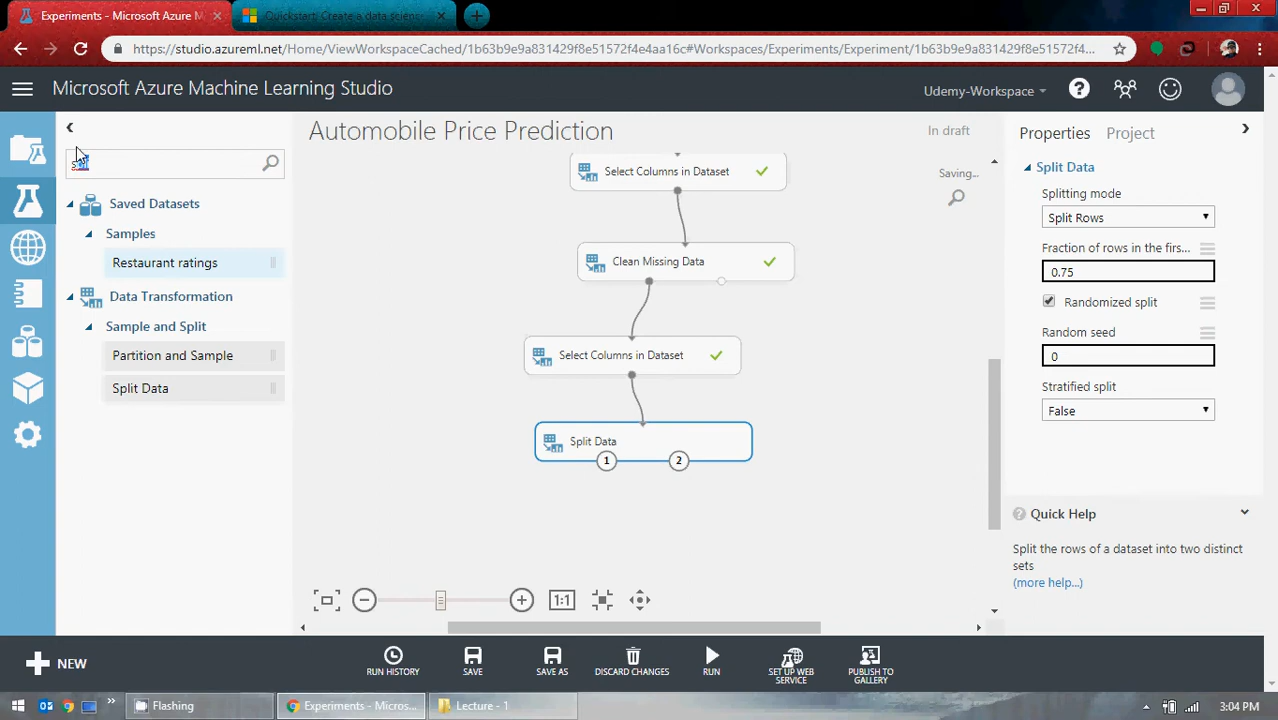 Experiments - Microsoft Azure M
Quickstart: Create a data science
https://studio.azureml.net/Home/ViewWorkspaceCached/1b63b9e9a831429f8e51572f4e4aa16c#Workspaces/Experiments/Experiment/1b63b9e9a831429f8e51572f4...
Microsoft Azure Machine Learning Studio
Udemy-Workspace
Automobile Price Prediction
In draft
Properties
Project
Saving...
Saved Datasets
Samples
Restaurant ratings
Data Transformation
Sample and Split
Partition and Sample
Split Data
Select Columns in Dataset
Clean Missing Data
Select Columns in Dataset
Split Data
1
2
Split Data
Splitting mode
Split Rows
Fraction of rows in the firs...
0.75
Randomized split
Random seed
0
Stratified split
False
Quick Help
Split the rows of a dataset into two distinct
sets
(more help...)
1:1
NEW
RUN HISTORY
SAVE
SAVE AS
DISCARD CHANGES
RUN
SET UP WEB
SERVICE
PUBLISH TO
GALLERY
Flashing
Experiments - Micros...
Lecture - 1
3:04 PM